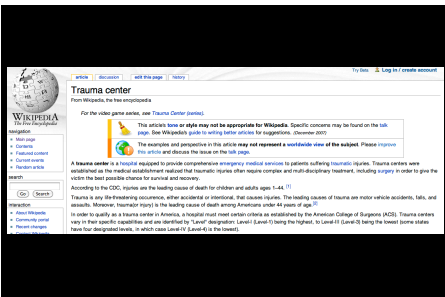 Try Beta Log in / create account
article discussion edit this page history
Trauma center
From Wikipedia, the free encyclopedia
For the video game series, see Trauma Center (series).
This article's tone or style may not be appropriate for Wikipedia. Specific concerns may be found on the talk
page. See Wikipedia's guide to writing better articles for suggestions. (December 2007)
The examples and perspective in this article may not represent a worldwide view of the subject. Please improve
this article and discuss the issue on the talk page.
A trauma center is a hospital equipped to provide comprehensive emergency medical services to patients suffering traumatic injuries. Trauma centers were
established as the medical establishment realized that traumatic injuries often require complex and multi-disciplinary treatment, including surgery in order to give the
victim the best possible chance for survival and recovery.
According to the CDC, injuries are the leading cause of death for children and adults ages 1–44. [1]
Trauma is any life-threatening occurrence, either accidental or intentional, that causes injuries. The leading causes of trauma are motor vehicle accidents, falls, and
assaults. Moreover, trauma(or injury) is the leading cause of death among Americans under 44 years of age.[2]
In order to qualify as a trauma center in America, a hospital must meet certain criteria as established by the American College of Surgeons (ACS). Trauma centers
vary in their specific capabilities and are identified by "Level" designation: Level-I (Level-1) being the highest, to Level-III (Level-3) being the lowest (some states
have four designated levels, in which case Level-IV (Level-4) is the lowest).
WIKIPEDIA
The Free Encyclopedia
navigation
Main page
Contents
Featured content
Current events
Random article
search
Go Search
interaction
About Wikipedia
Community portal
Recent changes